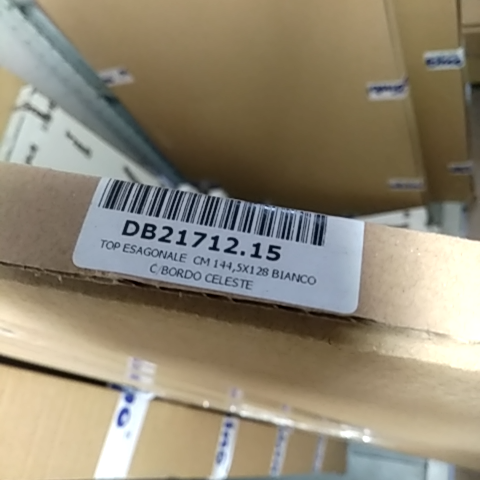 DB21712.15
TOP ESAGONALE CM 144,5X128 BIANCO
C/BORDO CELESTE